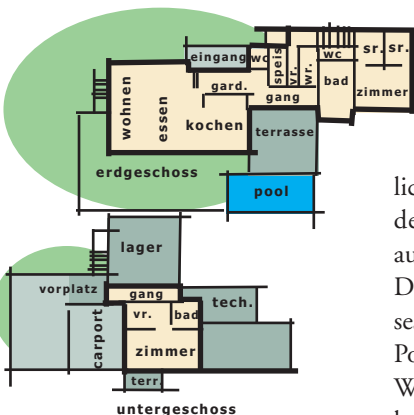 eingang
wc
speis
vr.
wr.
wc
sr. sr.
bad
zimmer
wohnen
essen
gard.
gang
kochen
terrasse
erdgeschoss
pool
lager
vorplatz
gang
tech.
carport
vr.
bad
zimmer
terr.
untergeschoss
lic
de
au
D
se
Po
W